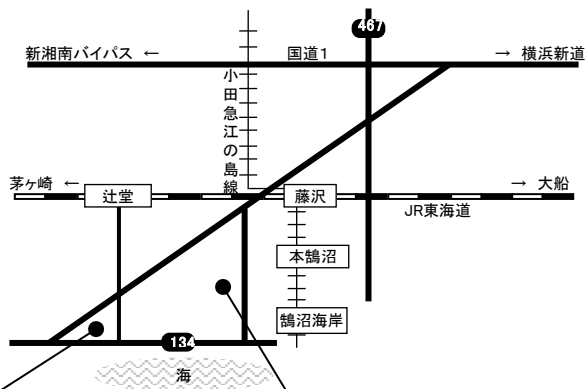 467
新湘南バイパス ←
国道1
→ 横浜新道
小田急江の島線
茅ヶ崎 ←
辻堂
藤沢
→ 大船
JR東海道
本鵠沼
鵠沼海岸
134
海